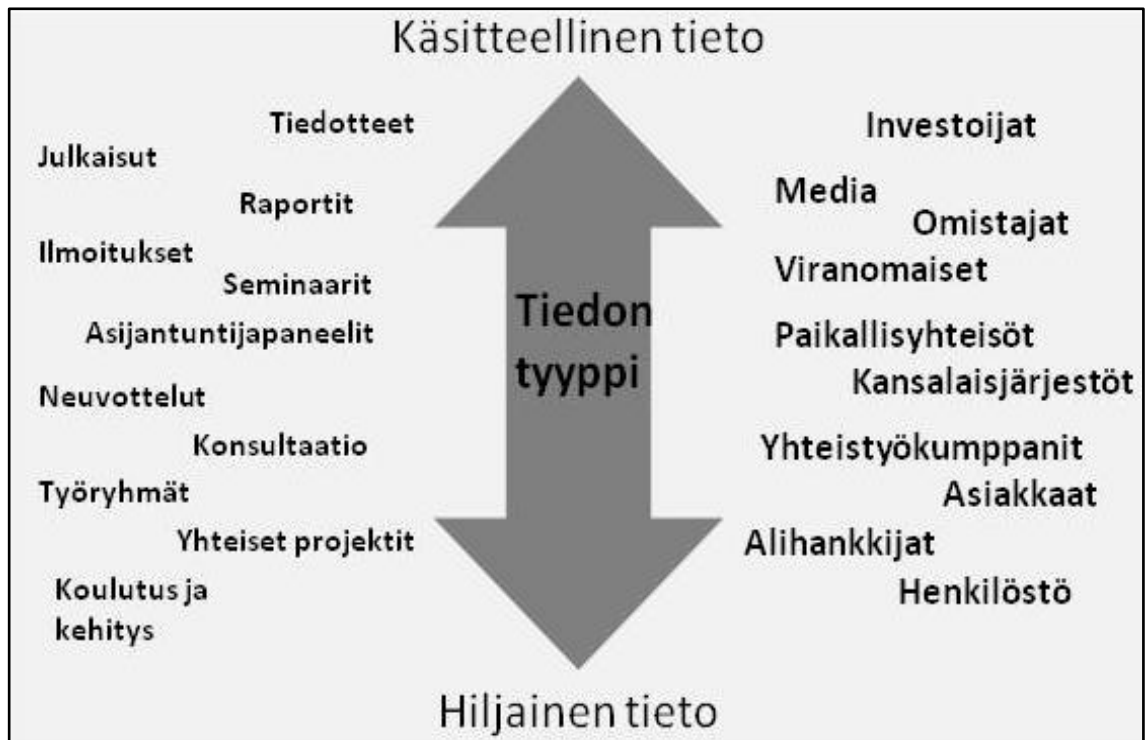 Käsitteellinen tieto
Tiedotteet
Julkaisut
Raportit
Ilmoitukset
Seminaarit
Asijantuntijapaneelit
Neuvottelut
Konsultaatio
Työryhmät
Yhteiset projektit
Koulutus ja
kehitys
Tiedon
tyyppi
Investoijat
Media
Omistajat
Viranomaiset
Paikallisyhteisöt
Kansalaisjärjestöt
Yhteistyökumppanit
Asiakkaat
Alihankkijat
Henkilöstö
Hiljainen tieto